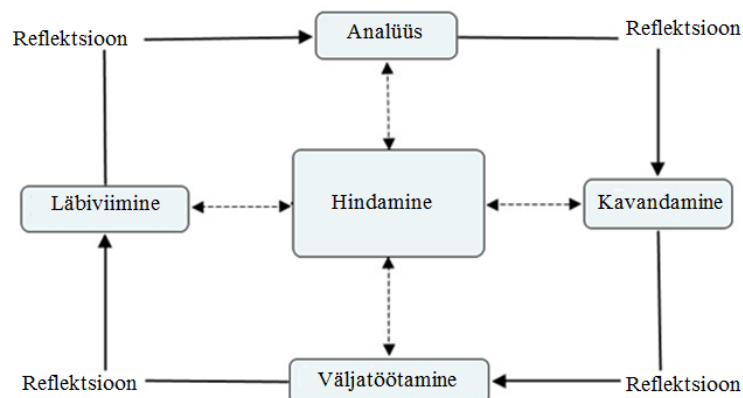 Reflektsioon
Analüüs
Reflektsioon
Läbiviimine
Hindamine
Kavandamine
Reflektsioon
Väljatöötamine
Reflektsioon